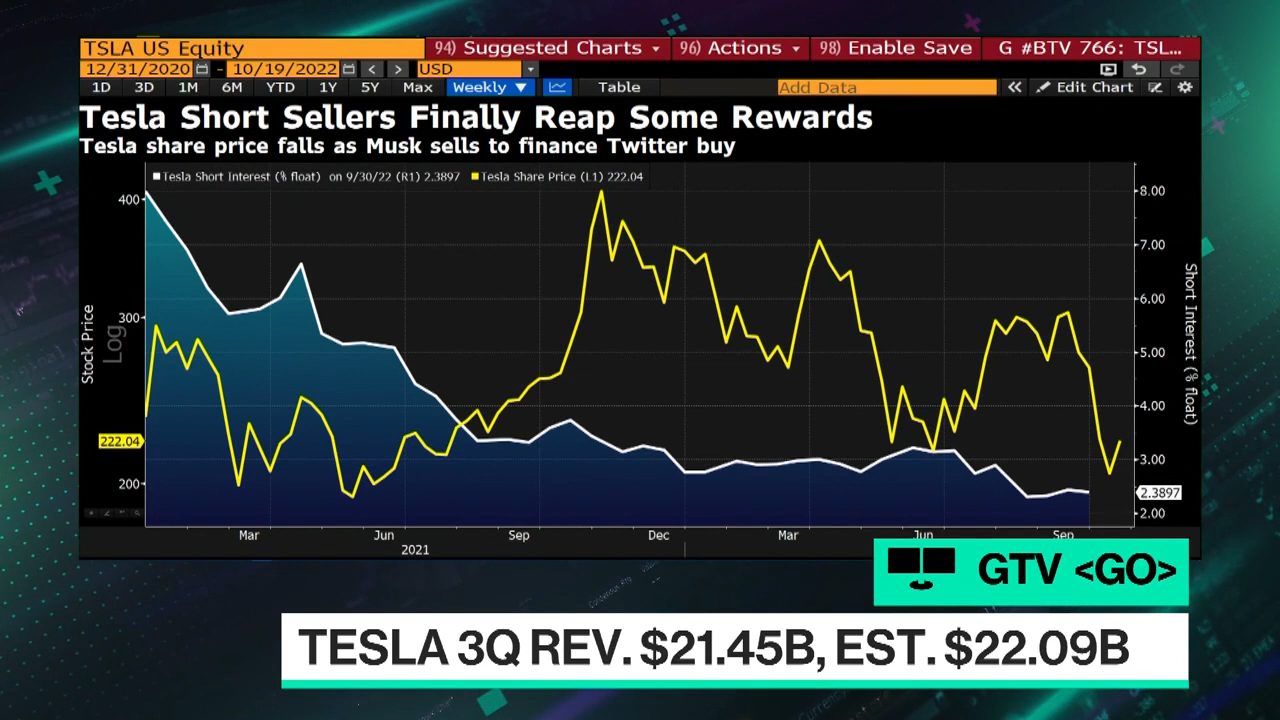 TSLA US Equity 94) Suggested Charts 96) Actions 98) Enable Save G #BTV 766: TSL...
12/31/2020 - 10/19/2022 < > USD
1D 3D 1M 6M YTD 1Y 5Y Max Weekly Table Add Data << Edit Chart
Tesla Short Sellers Finally Reap Some Rewards
Tesla share price falls as Musk sells to finance Twitter buy
Tesla Short Interest (% float) on 9/30/22 (R1) 2.3897 Tesla Share Price (L1) 222.04
Stock Price
Log
400
300
222.04
200
8.00
7.00
6.00
5.00
4.00
3.00
2.3897
2.00
Short Interest (% float)
Mar Jun Sep Dec Mar Jun Sep
2021
GTV <GO>
TESLA 3Q REV. $21.45B, EST. $22.09B